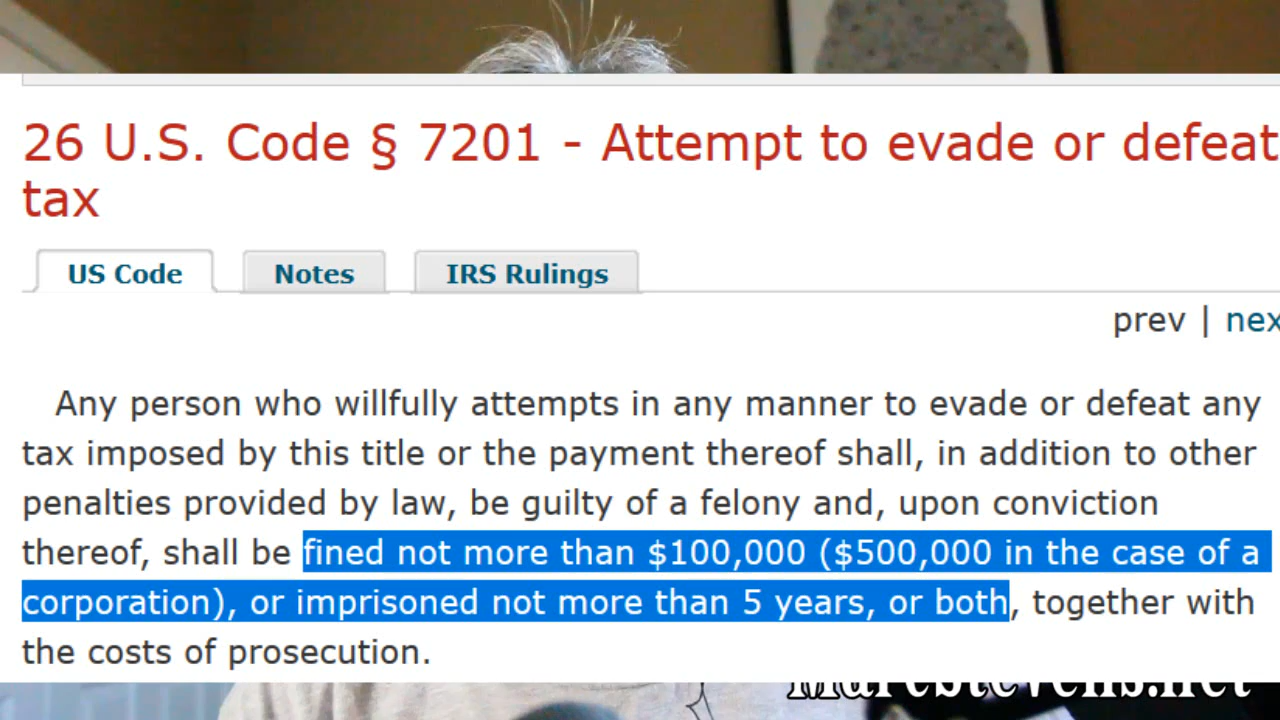 26 U.S. Code § 7201 - Attempt to evade or defeat
tax
US Code Notes IRS Rulings
prev | nex
Any person who willfully attempts in any manner to evade or defeat any
tax imposed by this title or the payment thereof shall, in addition to other
penalties provided by law, be guilty of a felony and, upon conviction
thereof, shall be fined not more than $100,000 ($500,000 in the case of a
corporation), or imprisoned not more than 5 years, or both, together with
the costs of prosecution.
MarcStevens.net